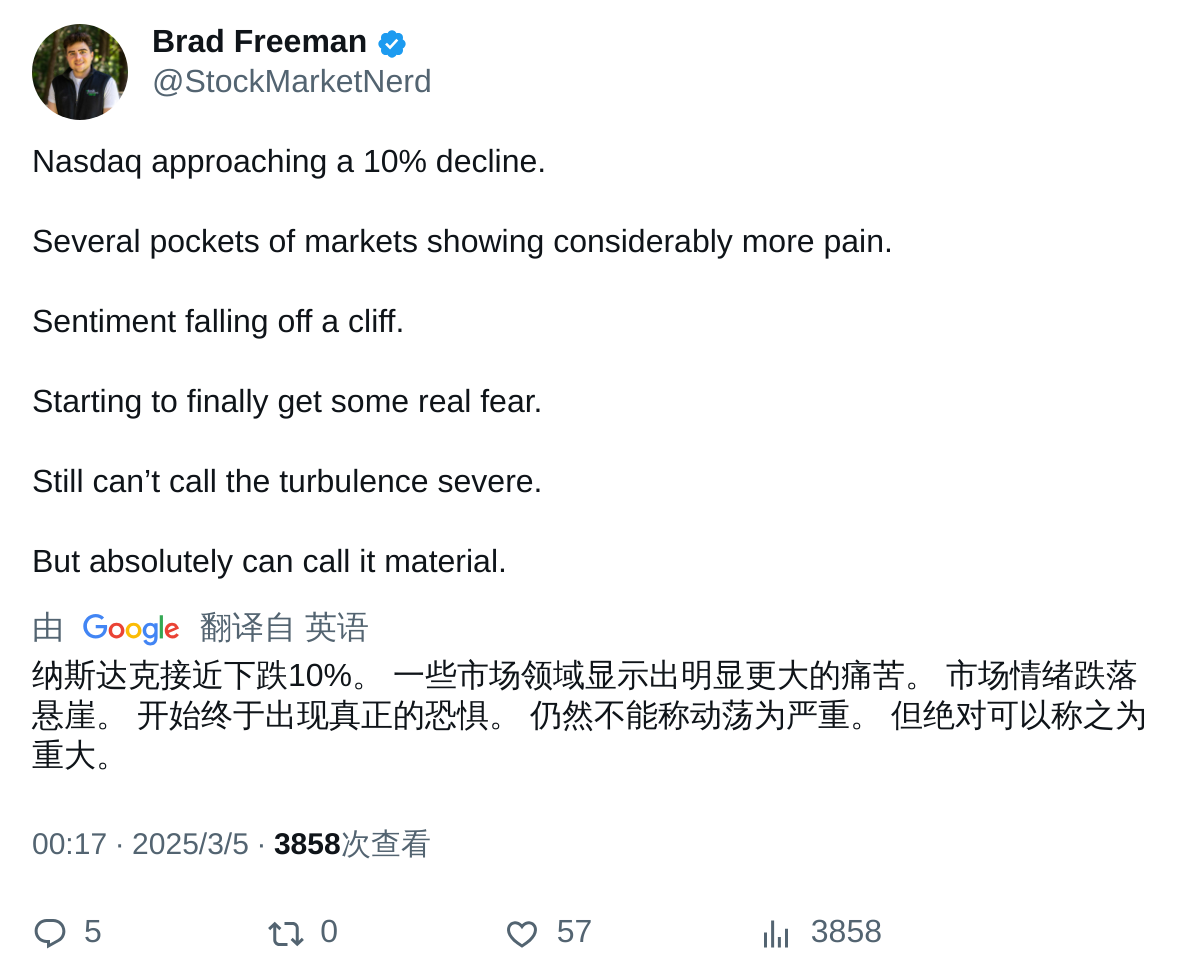 Brad Freeman
@StockMarketNerd
Nasdaq approaching a 10% decline.
Several pockets of markets showing considerably more pain.
Sentiment falling off a cliff.
Starting to finally get some real fear.
Still can’t call the turbulence severe.
But absolutely can call it material.
由 Google 翻译自 英语
纳斯达克接近下跌10%。 一些市场领域显示出明显更大的痛苦。 市场情绪跌落
悬崖。 开始终于出现真正的恐惧。 仍然不能称动荡为严重。 但绝对可以称之为
重大。
00:17 · 2025/3/5 · 3858次查看
5 0 57 3858